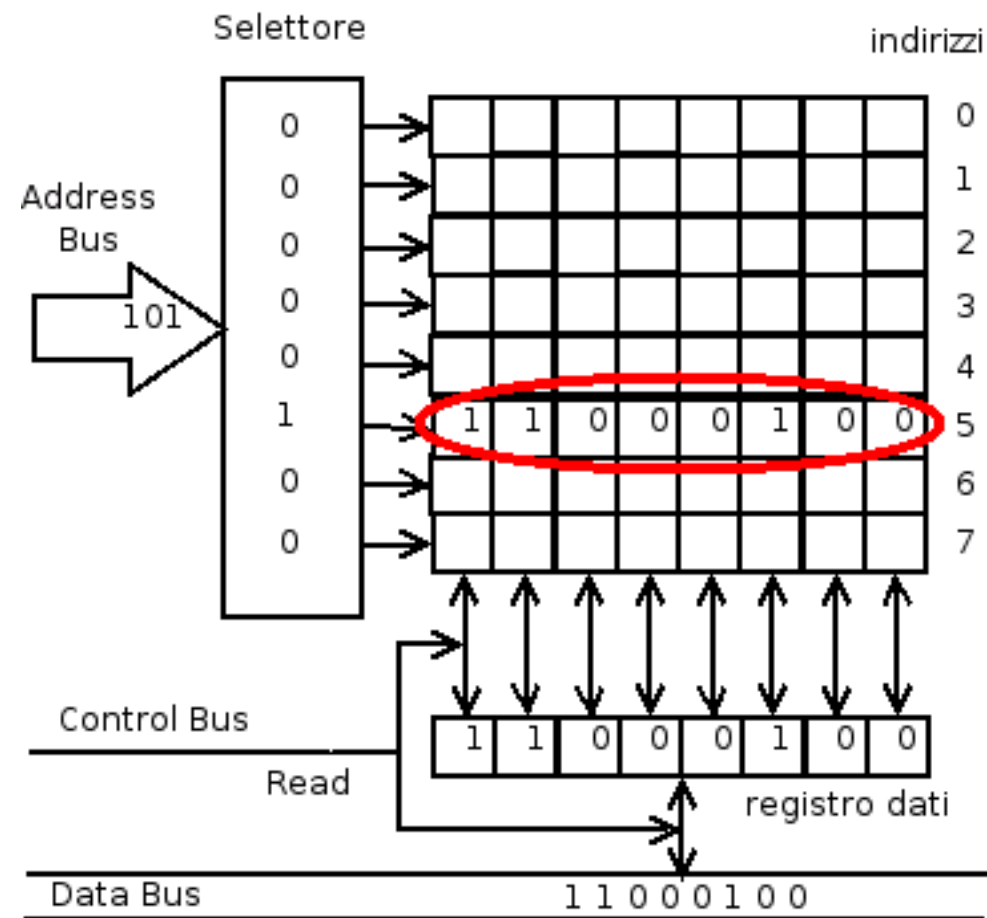 Selettore
indirizzi
0 0
0 1
Address
Bus
0 2
101
0 3
0 4
1 1 1 0 0 0 1 0 0 5
0 6
0 7
Control Bus
Read
1 1 0 0 0 1 0 0
registro dati
Data Bus 1 1 0 0 0 1 0 0